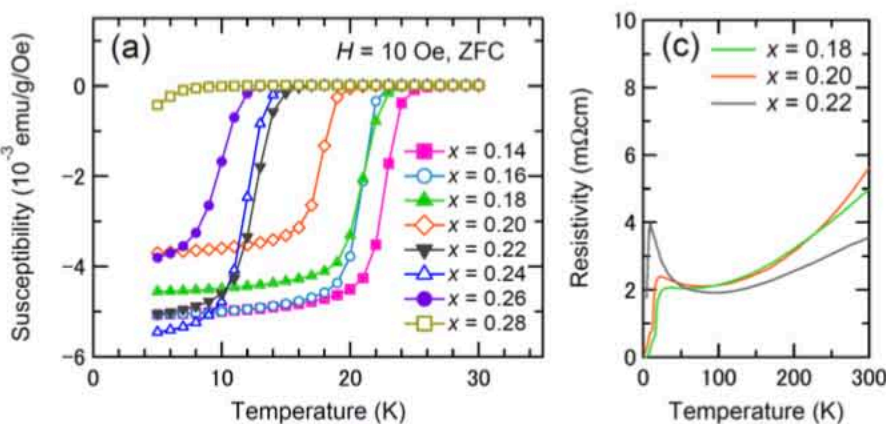 (a)
H = 10 Oe, ZFC
Susceptibility (10⁻³ emu/g/Oe)
0
−2
−4
−6
x = 0.14
x = 0.16
x = 0.18
x = 0.20
x = 0.22
x = 0.24
x = 0.26
x = 0.28
0 10 20 30
Temperature (K)
(c)
x = 0.18
x = 0.20
x = 0.22
Resistivity (mΩcm)
10
8
6
4
2
0
0 100 200 300
Temperature (K)